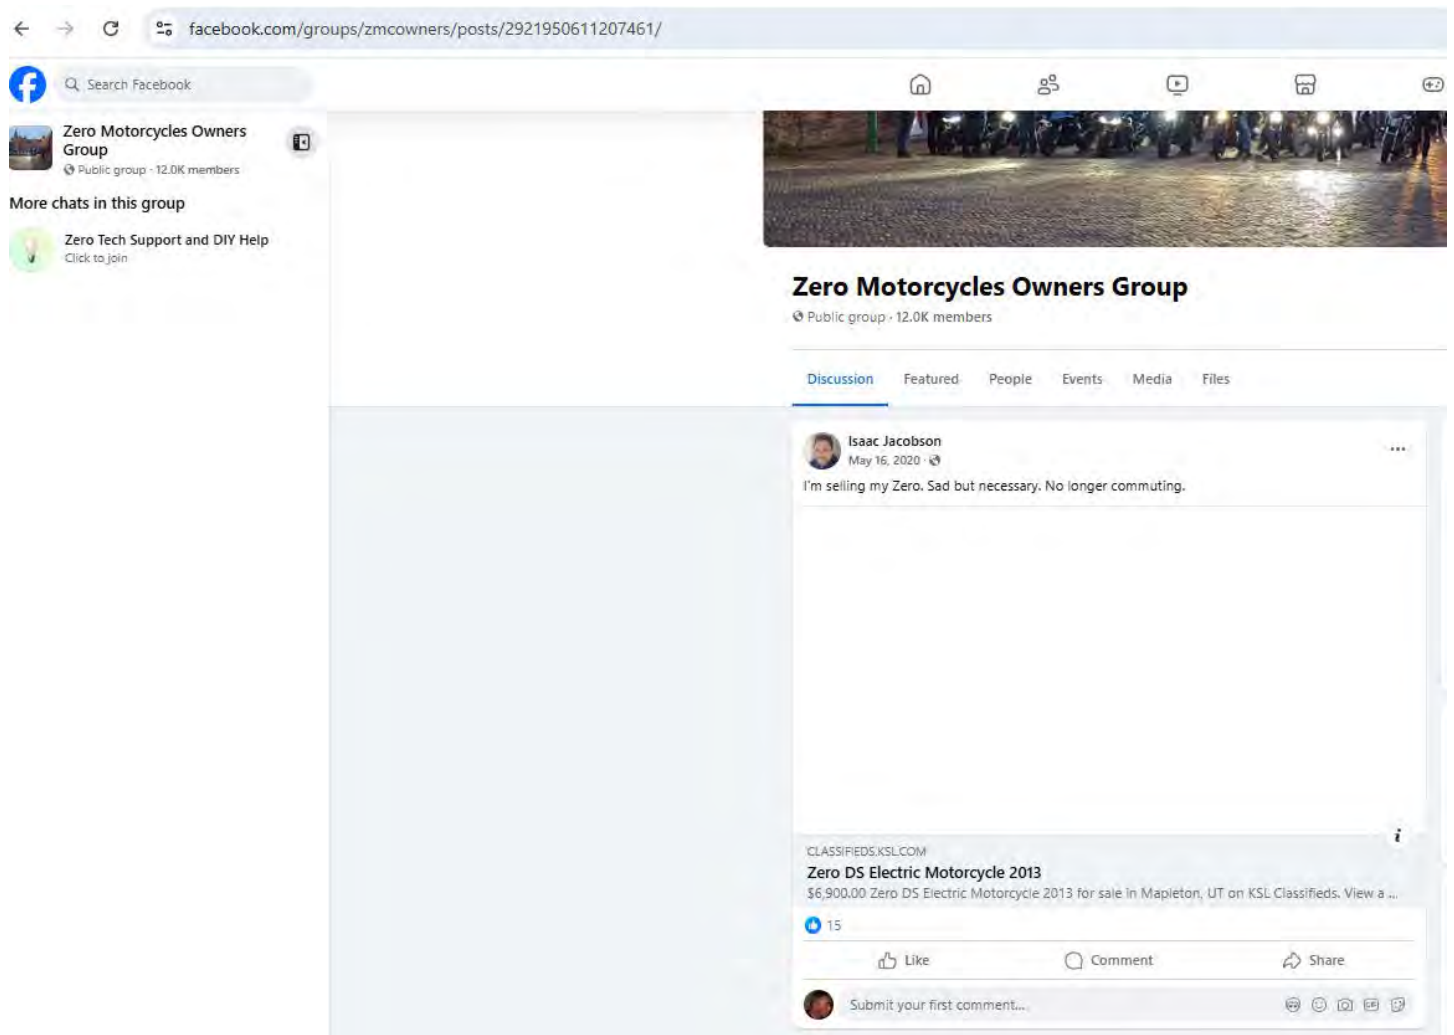 facebook.com/groups/zmcowners/posts/2921950611207461/
Search Facebook
Zero Motorcycles Owners
Group
Public group · 12.0K members
More chats in this group
Zero Tech Support and DIY Help
Click to join
Zero Motorcycles Owners Group
Public group · 12.0K members
Discussion Featured People Events Media Files
Isaac Jacobson
May 16, 2020 ·
I'm selling my Zero. Sad but necessary. No longer commuting.
i
CLASSIFIEDS.KSL.COM
Zero DS Electric Motorcycle 2013
$6,900.00 Zero DS Electric Motorcycle 2013 for sale in Mapleton, UT on KSL Classifieds. View a ...
15
Like Comment Share
Submit your first comment...
GIF